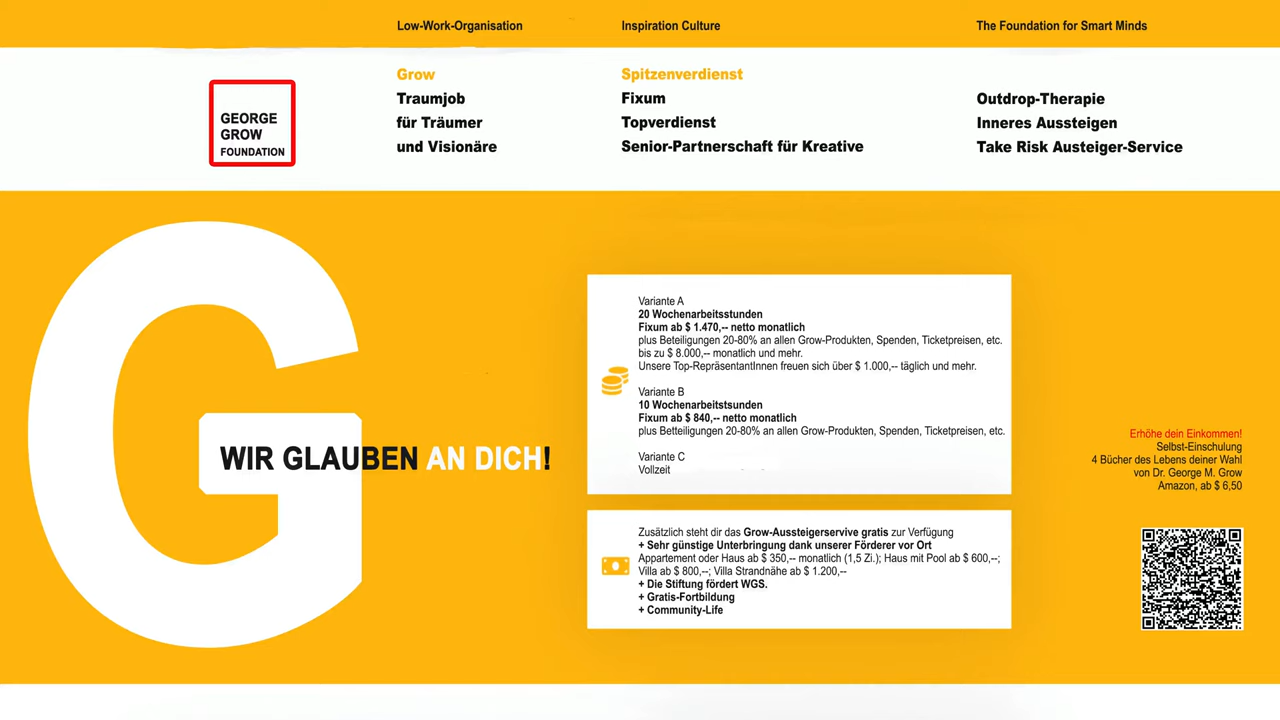 Low-Work-Organisation
Inspiration Culture
The Foundation for Smart Minds
GEORGE
GROW
FOUNDATION
Grow
Traumjob
für Träumer
und Visionäre
Spitzenverdienst
Fixum
Topverdienst
Senior-Partnerschaft für Kreative
Outdrop-Therapie
Inneres Aussteigen
Take Risk Austeiger-Service
WIR GLAUBEN AN DICH!
Variante A
20 Wochenarbeitsstunden
Fixum ab $ 1.470,-- netto monatlich
plus Beteiligungen 20-80% an allen Grow-Produkten, Spenden, Ticketpreisen, etc.
bis zu $ 8.000,-- monatlich und mehr.
Unsere Top-RepräsentantInnen freuen sich über $ 1.000,-- täglich und mehr.
Variante B
10 Wochenarbeitstsunden
Fixum ab $ 840,-- netto monatlich
plus Betteiligungen 20-80% an allen Grow-Produkten, Spenden, Ticketpreisen, etc.
Variante C
Vollzeit
Zusätzlich steht dir das Grow-Aussteigerservive gratis zur Verfügung
+ Sehr günstige Unterbringung dank unserer Förderer vor Ort
Appartement oder Haus ab $ 350,-- monatlich (1,5 Zi.); Haus mit Pool ab $ 600,--;
Villa ab $ 800,--; Villa Strandnähe ab $ 1.200,--
+ Die Stiftung fördert WGS.
+ Gratis-Fortbildung
+ Community-Life
Erhöhe dein Einkommen!
Selbst-Einschulung
4 Bücher des Lebens deiner Wahl
von Dr. George M. Grow
Amazon, ab $ 6,50